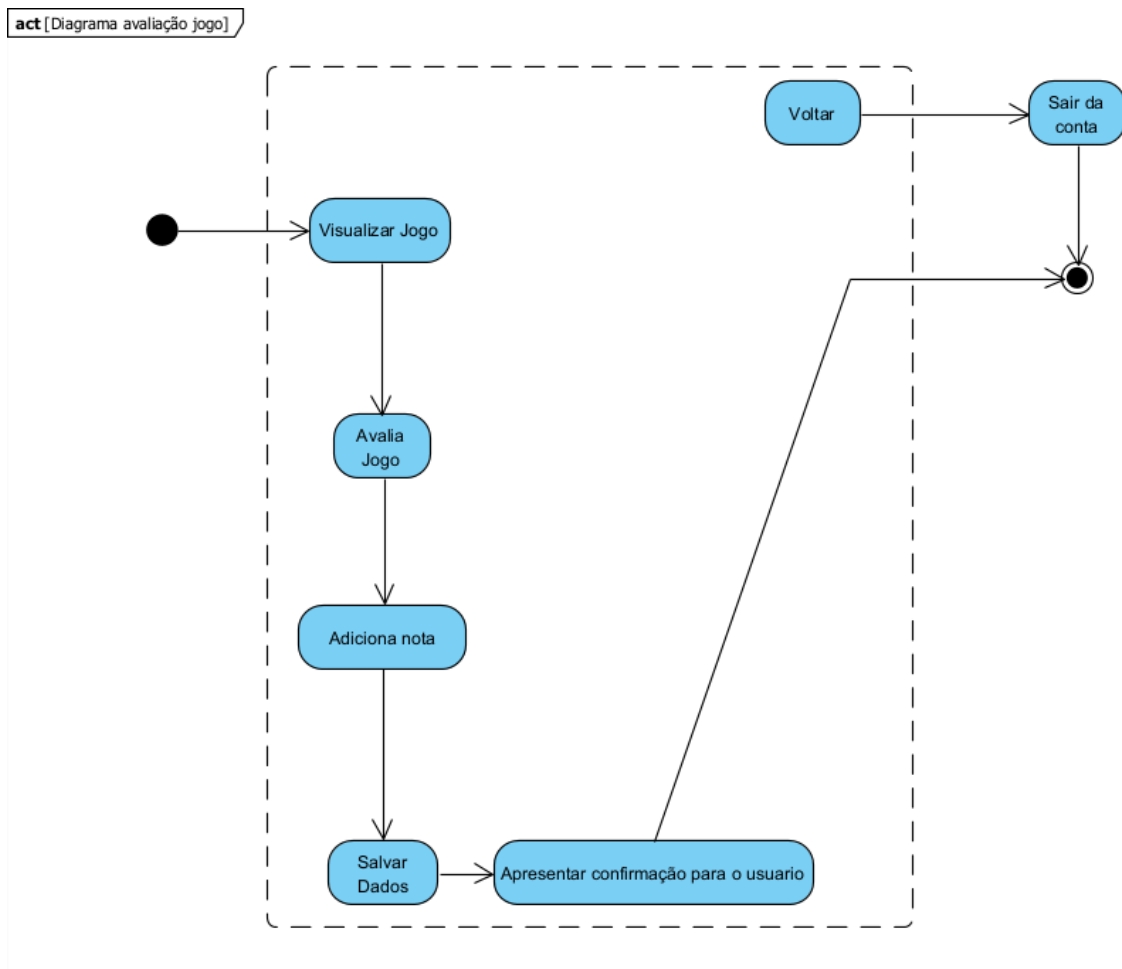 act [Diagrama avaliação jogo]
Voltar
Sair da
conta
Visualizar Jogo
Avalia
Jogo
Adiciona nota
Salvar
Dados
Apresentar confirmação para o usuario